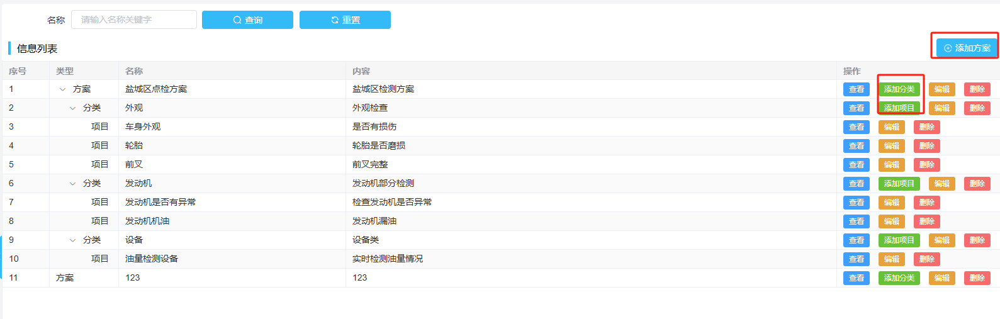 名称 请输入名称关键字 查询 重置
信息列表 添加方案
序号 类型 名称 内容 操作
1 方案 盐城区点检方案 盐城区检测方案 查看 添加分类 编辑 删除
2 分类 外观 外观检查 查看 添加项目 编辑 删除
3 项目 车身外观 是否有损伤 查看 编辑 删除
4 项目 轮胎 轮胎是否磨损 查看 编辑 删除
5 项目 前叉 前叉完整 查看 编辑 删除
6 分类 发动机 发动机部分检测 查看 添加项目 编辑 删除
7 项目 发动机是否有异常 检查发动机是否异常 查看 编辑 删除
8 项目 发动机机油 发动机漏油 查看 编辑 删除
9 分类 设备 设备类 查看 添加项目 编辑 删除
10 项目 油量检测设备 实时检测油量情况 查看 编辑 删除
11 方案 123 123 查看 添加分类 编辑 删除